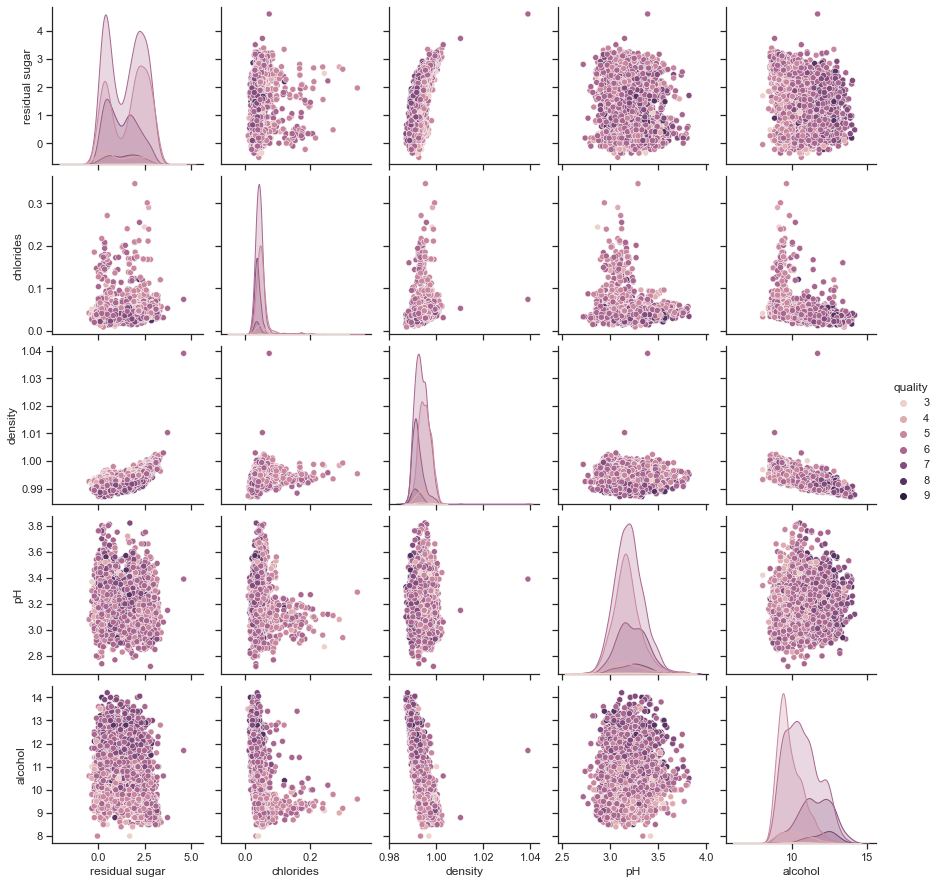 residual sugar
4
3
2
1
0
chlorides
0.3
0.2
0.1
0.0
density
1.04
1.03
1.02
1.01
1.00
0.99
quality
3
4
5
6
7
8
9
pH
3.8
3.6
3.4
3.2
3.0
2.8
alcohol
14
13
12
11
10
9
8
0.0 2.5 5.0
residual sugar
0.0 0.2
chlorides
0.98 1.00 1.02 1.04
density
2.5 3.0 3.5 4.0
pH
10 15
alcohol